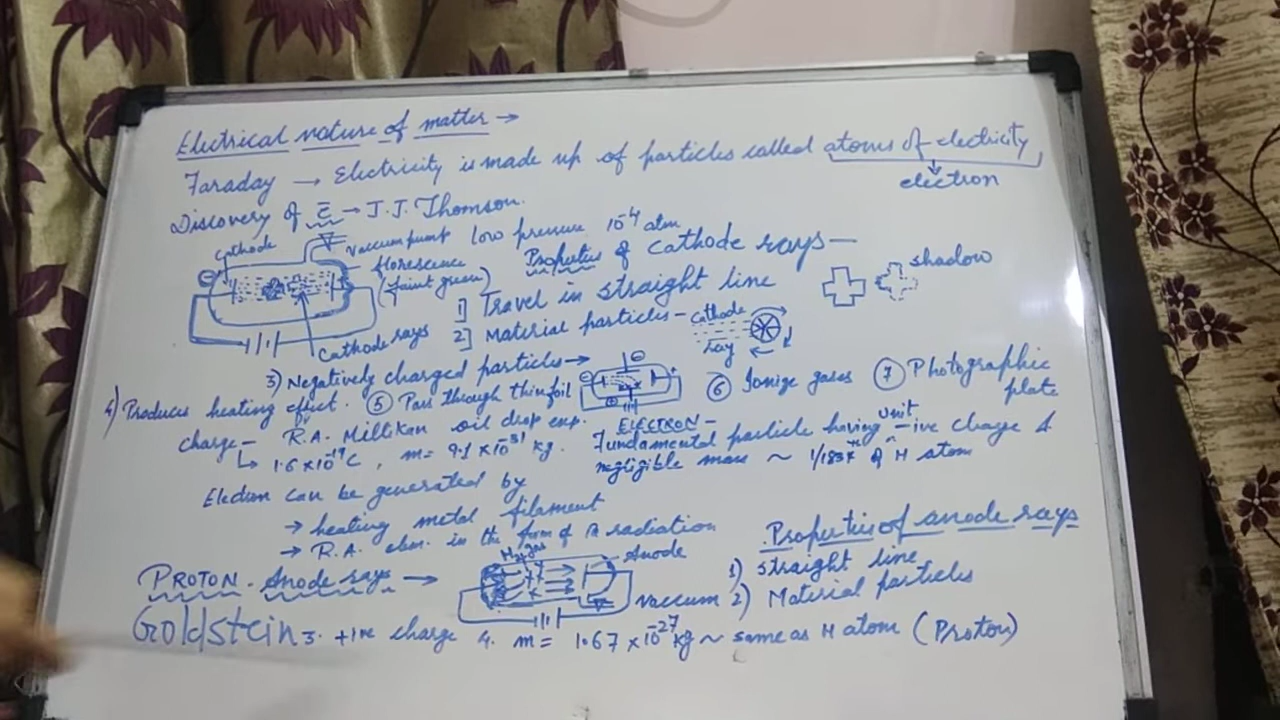 Electrical nature of matter →
Faraday → Electricity is made up of particles called atoms of electricity
electron
Discovery of ē → J.J. Thomson.
Cathode
Vaccum pump low pressure 10⁻⁴ atm
florescence
(faint green)
Cathode rays
Properties of Cathode rays —
1] Travel in straight line
shadow
2] Material particles – cathode ray
3) Negatively charged particles →
4) Produces heating effect. ⑤ Pass through thin foil
⑥ Ionize gases ⑦ Photographic plate
charge – R.A. Millikan oil drop exp.
↳ 1.6 × 10⁻¹⁹ C, m = 9.1 × 10⁻³¹ kg.
ELECTRON –
Fundamental particle having unit –ive charge &
negligible mass ~ 1/1837th of H atom
Electron can be generated by
→ heating metal filament
→ R.A. elem. in the form of β radiation
PROTON – Anode rays →
H₂ gas
Anode
Vaccum
Properties of anode rays
1) straight line
2) Material particles
Goldstein 3. +ive charge 4. m = 1.67 × 10⁻²⁷ kg ~ same as H atom (Proton)